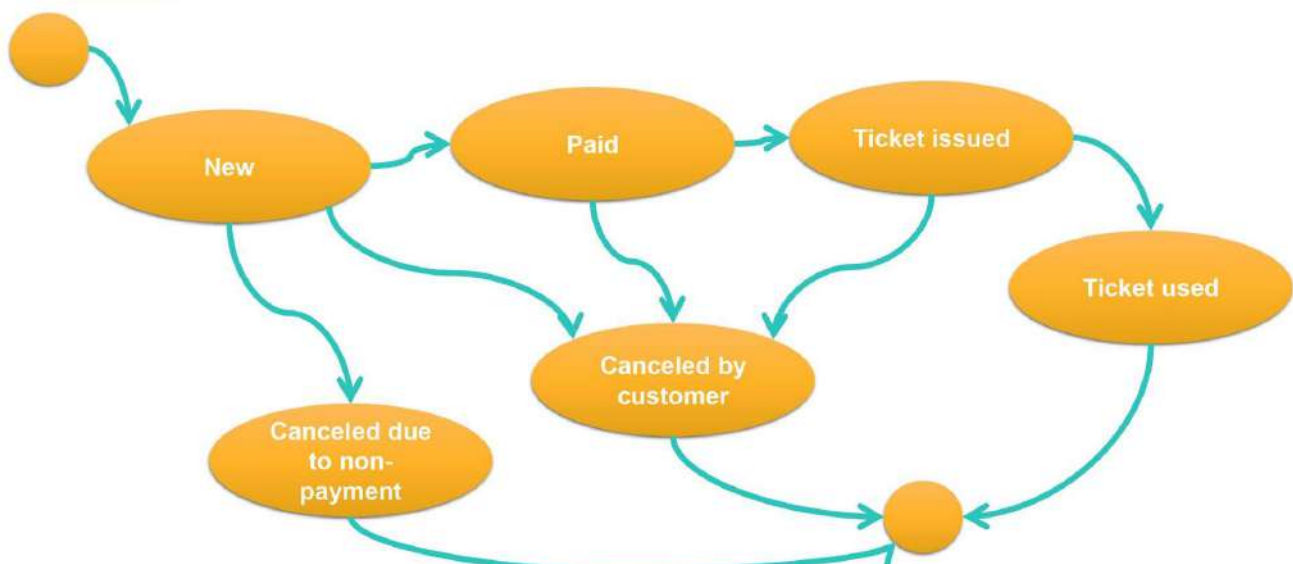 New
Paid
Ticket issued
Ticket used
Canceled by
customer
Canceled due
to non-
payment